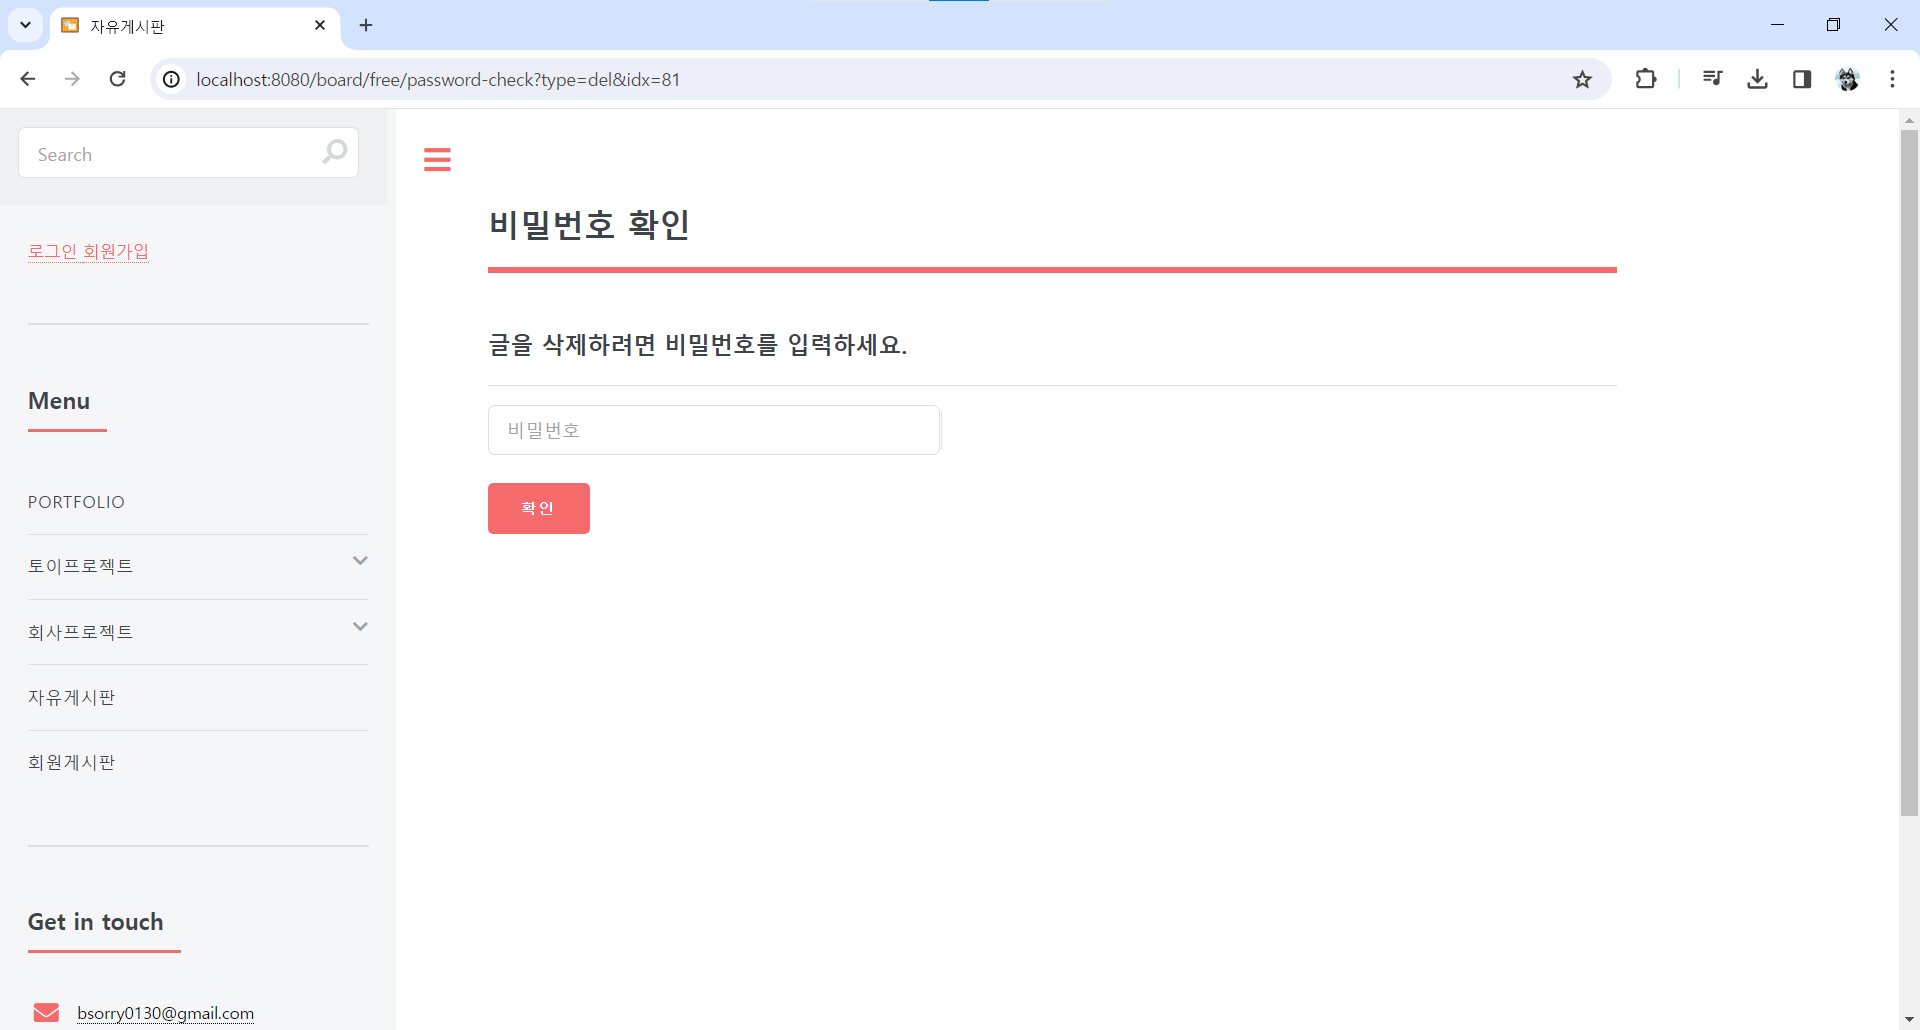 자유게시판
localhost:8080/board/free/password-check?type=del&idx=81
Search
로그인 회원가입
Menu
PORTFOLIO
토이프로젝트
회사프로젝트
자유게시판
회원게시판
Get in touch
bsorry0130@gmail.com
비밀번호 확인
글을 삭제하려면 비밀번호를 입력하세요.
비밀번호
확인